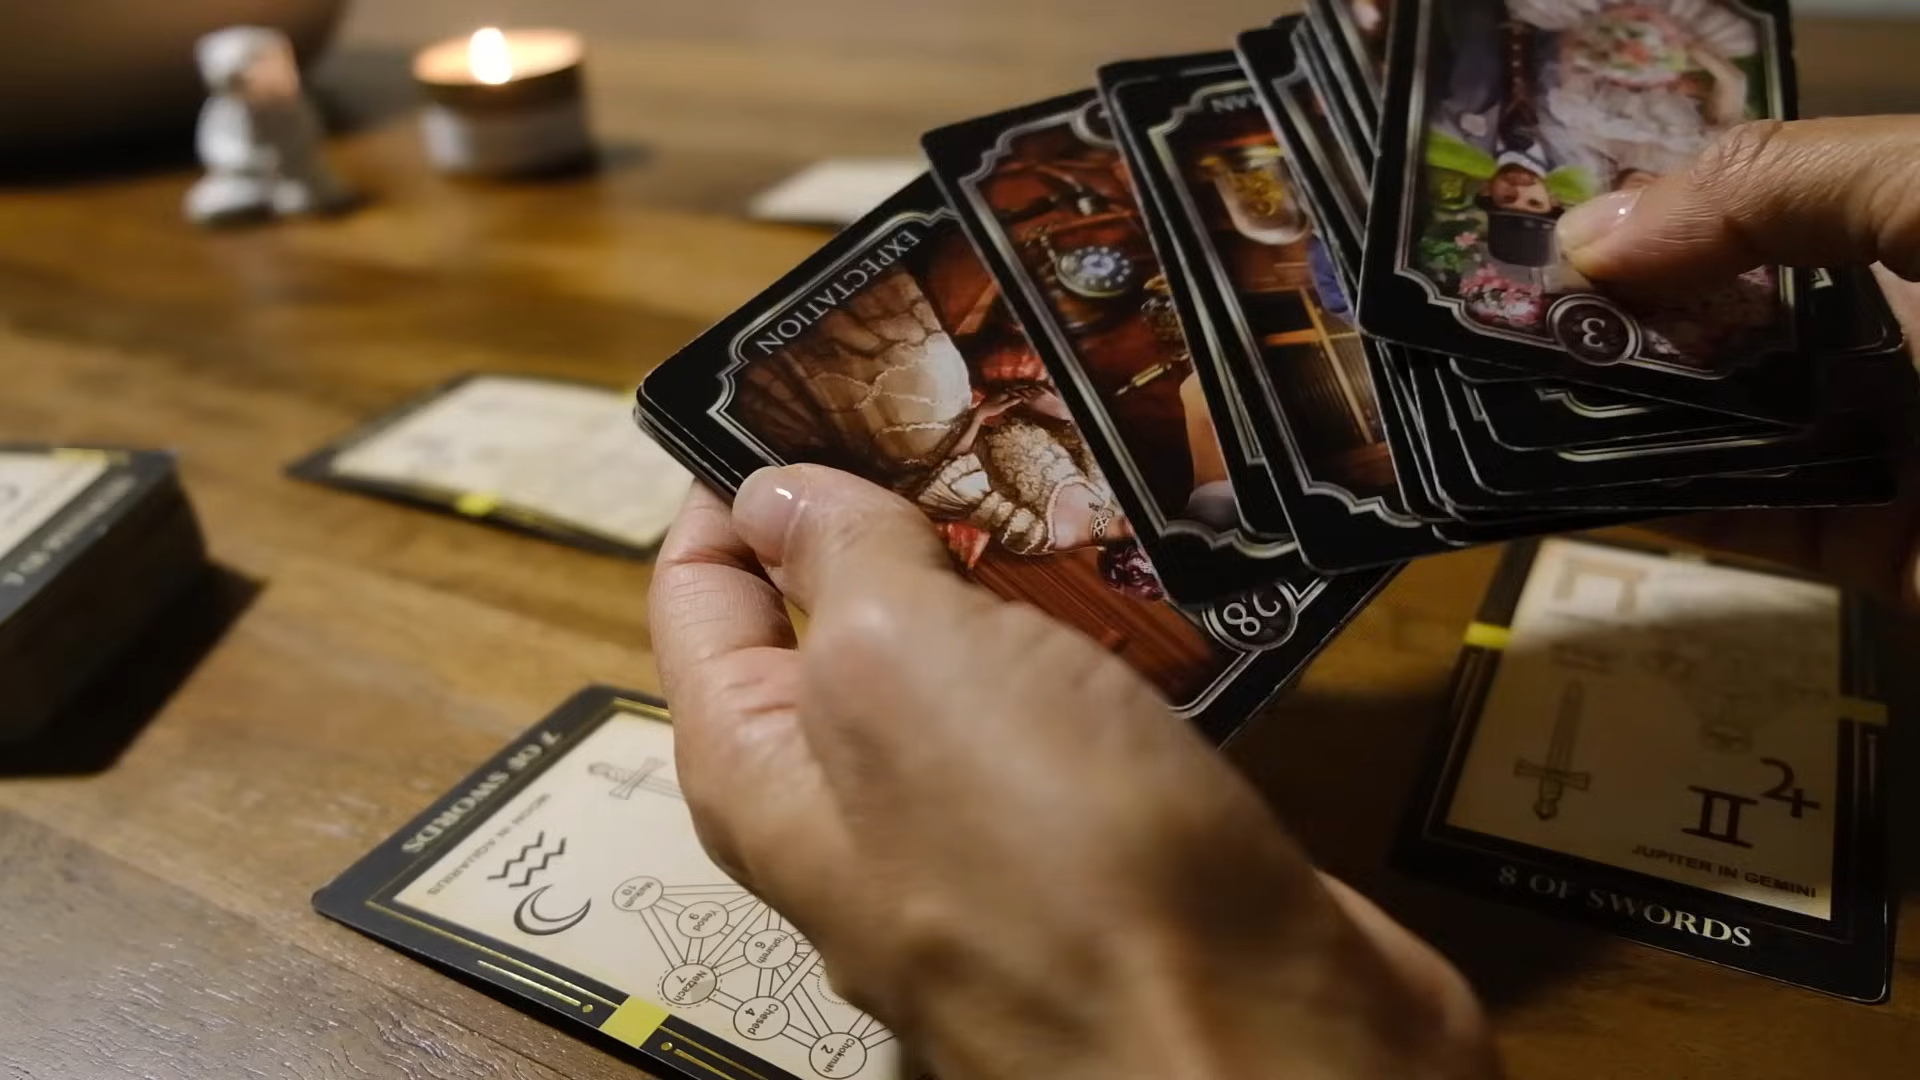 EXPECTATION
28
3
7 OF SWORDS
MOON IN AQUARIUS
Malkuth
10
Yesod
9
Tiphareth
6
Netzach
7
Chesed
4
Chokmah
2
JUPITER IN GEMINI
8 OF SWORDS